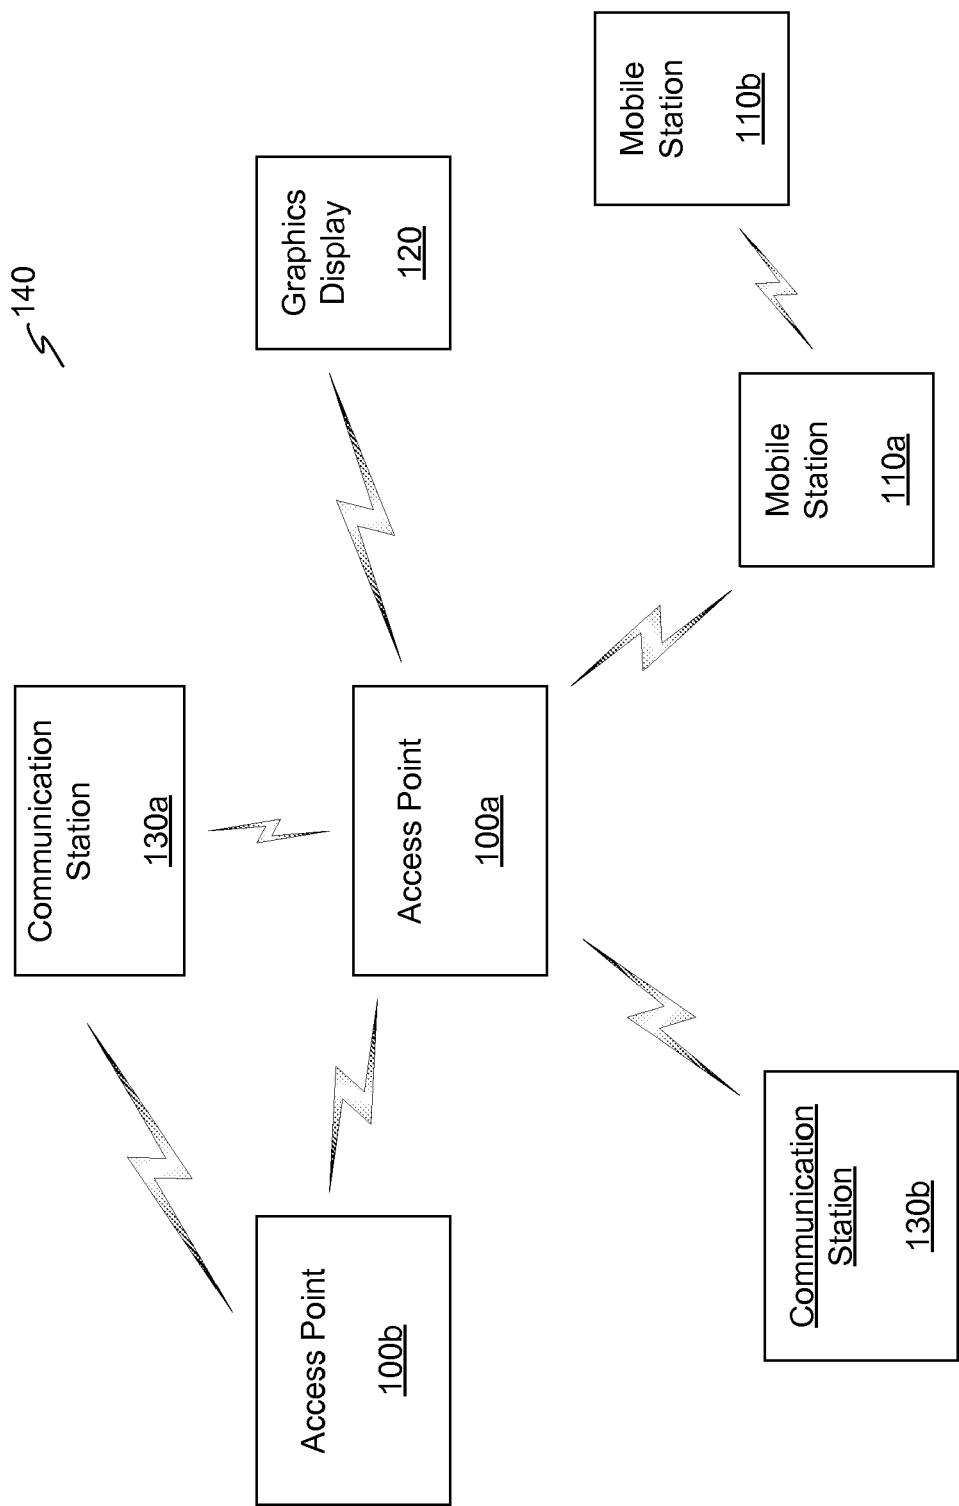 140
Communication
Station
130a
Access Point
100b
Access Point
100a
Graphics
Display
120
Communication
Station
130b
Mobile
Station
110a
Mobile
Station
110b